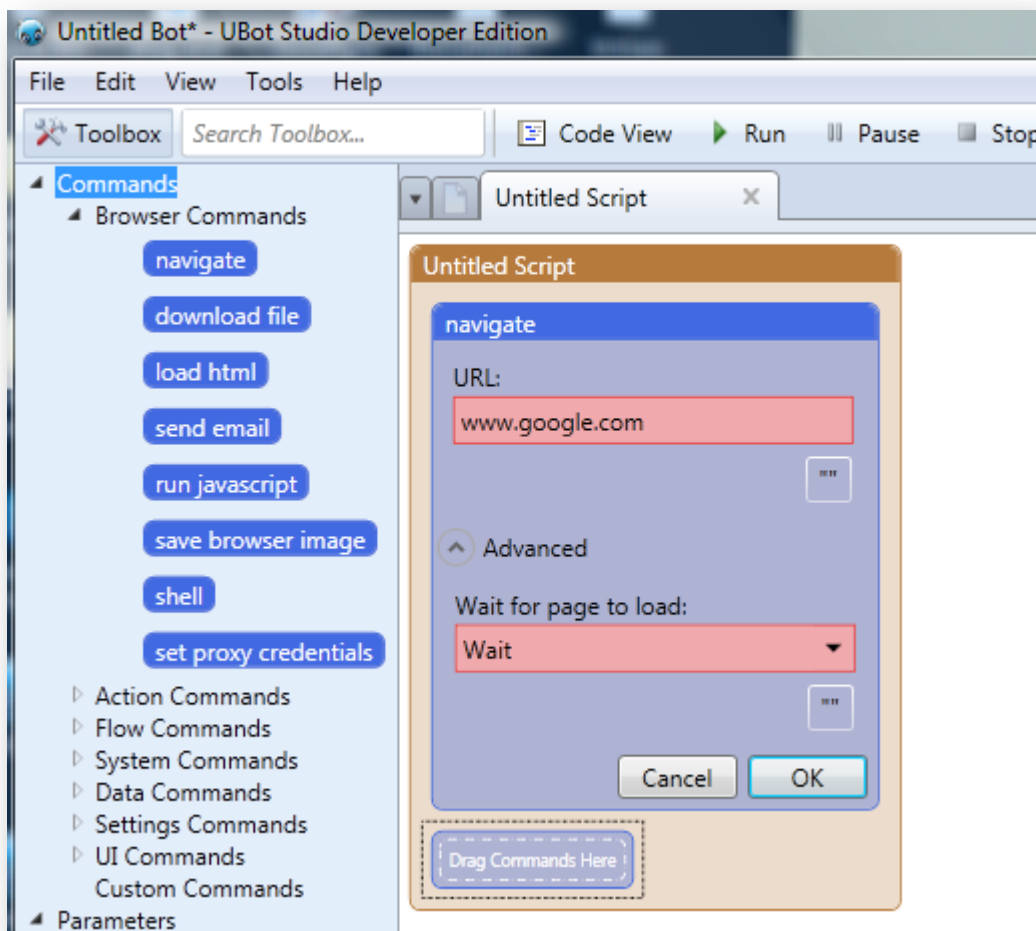 Untitled Bot* - UBot Studio Developer Edition
File Edit View Tools Help
Toolbox Search Toolbox... Code View Run Pause Stop
Commands
Browser Commands
navigate
download file
load html
send email
run javascript
save browser image
shell
set proxy credentials
Action Commands
Flow Commands
System Commands
Data Commands
Settings Commands
UI Commands
Custom Commands
Parameters
Untitled Script
Untitled Script
navigate
URL:
www.google.com
""
Advanced
Wait for page to load:
Wait
""
Cancel OK
Drag Commands Here